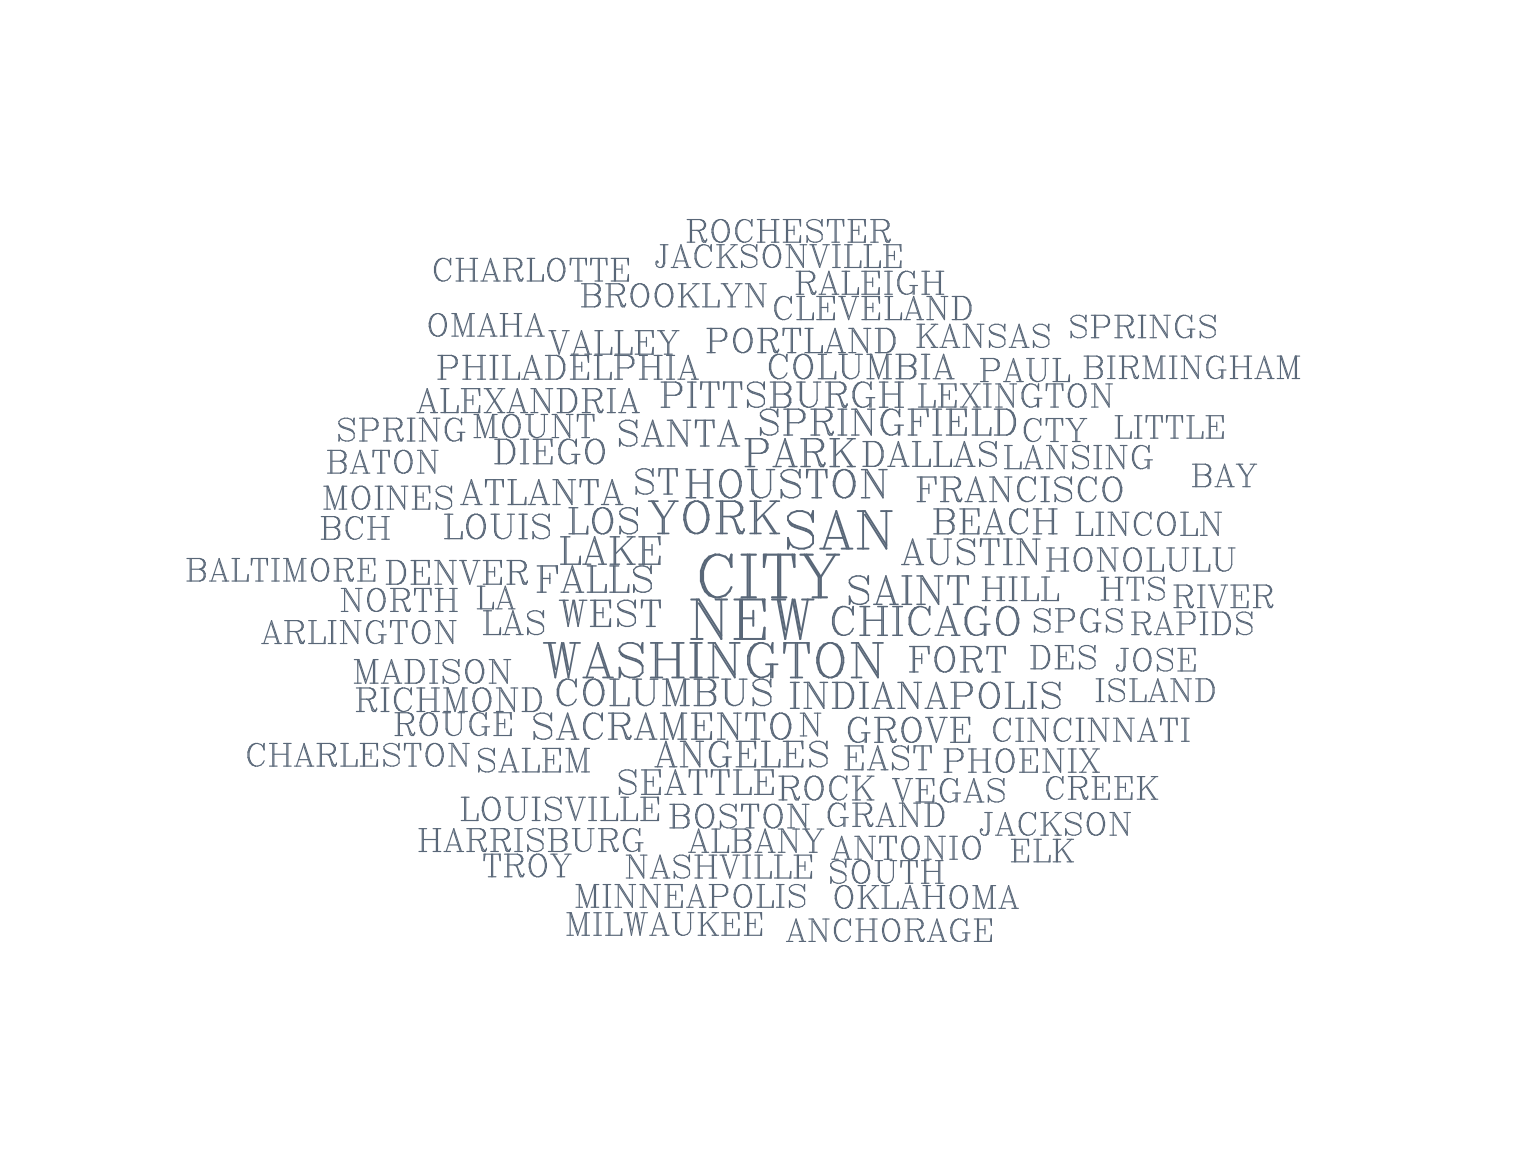 ROCHESTER
JACKSONVILLE
CHARLOTTE
RALEIGH
BROOKLYN
CLEVELAND
OMAHA
VALLEY
PORTLAND
KANSAS
SPRINGS
PHILADELPHIA
COLUMBIA
PAUL
BIRMINGHAM
ALEXANDRIA
PITTSBURGH
LEXINGTON
SPRING
MOUNT
SANTA
SPRINGFIELD
CTY
LITTLE
BATON
DIEGO
PARK
DALLAS
LANSING
BAY
MOINES
ATLANTA
ST
HOUSTON
FRANCISCO
BCH
LOUIS
LOS
YORK
SAN
BEACH
LINCOLN
LAKE
AUSTIN
HONOLULU
BALTIMORE
DENVER
FALLS
CITY
SAINT
HILL
HTS
RIVER
NORTH
LA
ARLINGTON
LAS
WEST
NEW
CHICAGO
SPGS
RAPIDS
MADISON
WASHINGTON
FORT
DES
JOSE
RICHMOND
COLUMBUS
INDIANAPOLIS
ISLAND
ROUGE
SACRAMENTO
N
GROVE
CINCINNATI
CHARLESTON
SALEM
ANGELES
EAST
PHOENIX
SEATTLE
ROCK
VEGAS
CREEK
LOUISVILLE
BOSTON
GRAND
JACKSON
HARRISBURG
ALBANY
ANTONIO
ELK
TROY
NASHVILLE
SOUTH
MINNEAPOLIS
OKLAHOMA
MILWAUKEE
ANCHORAGE